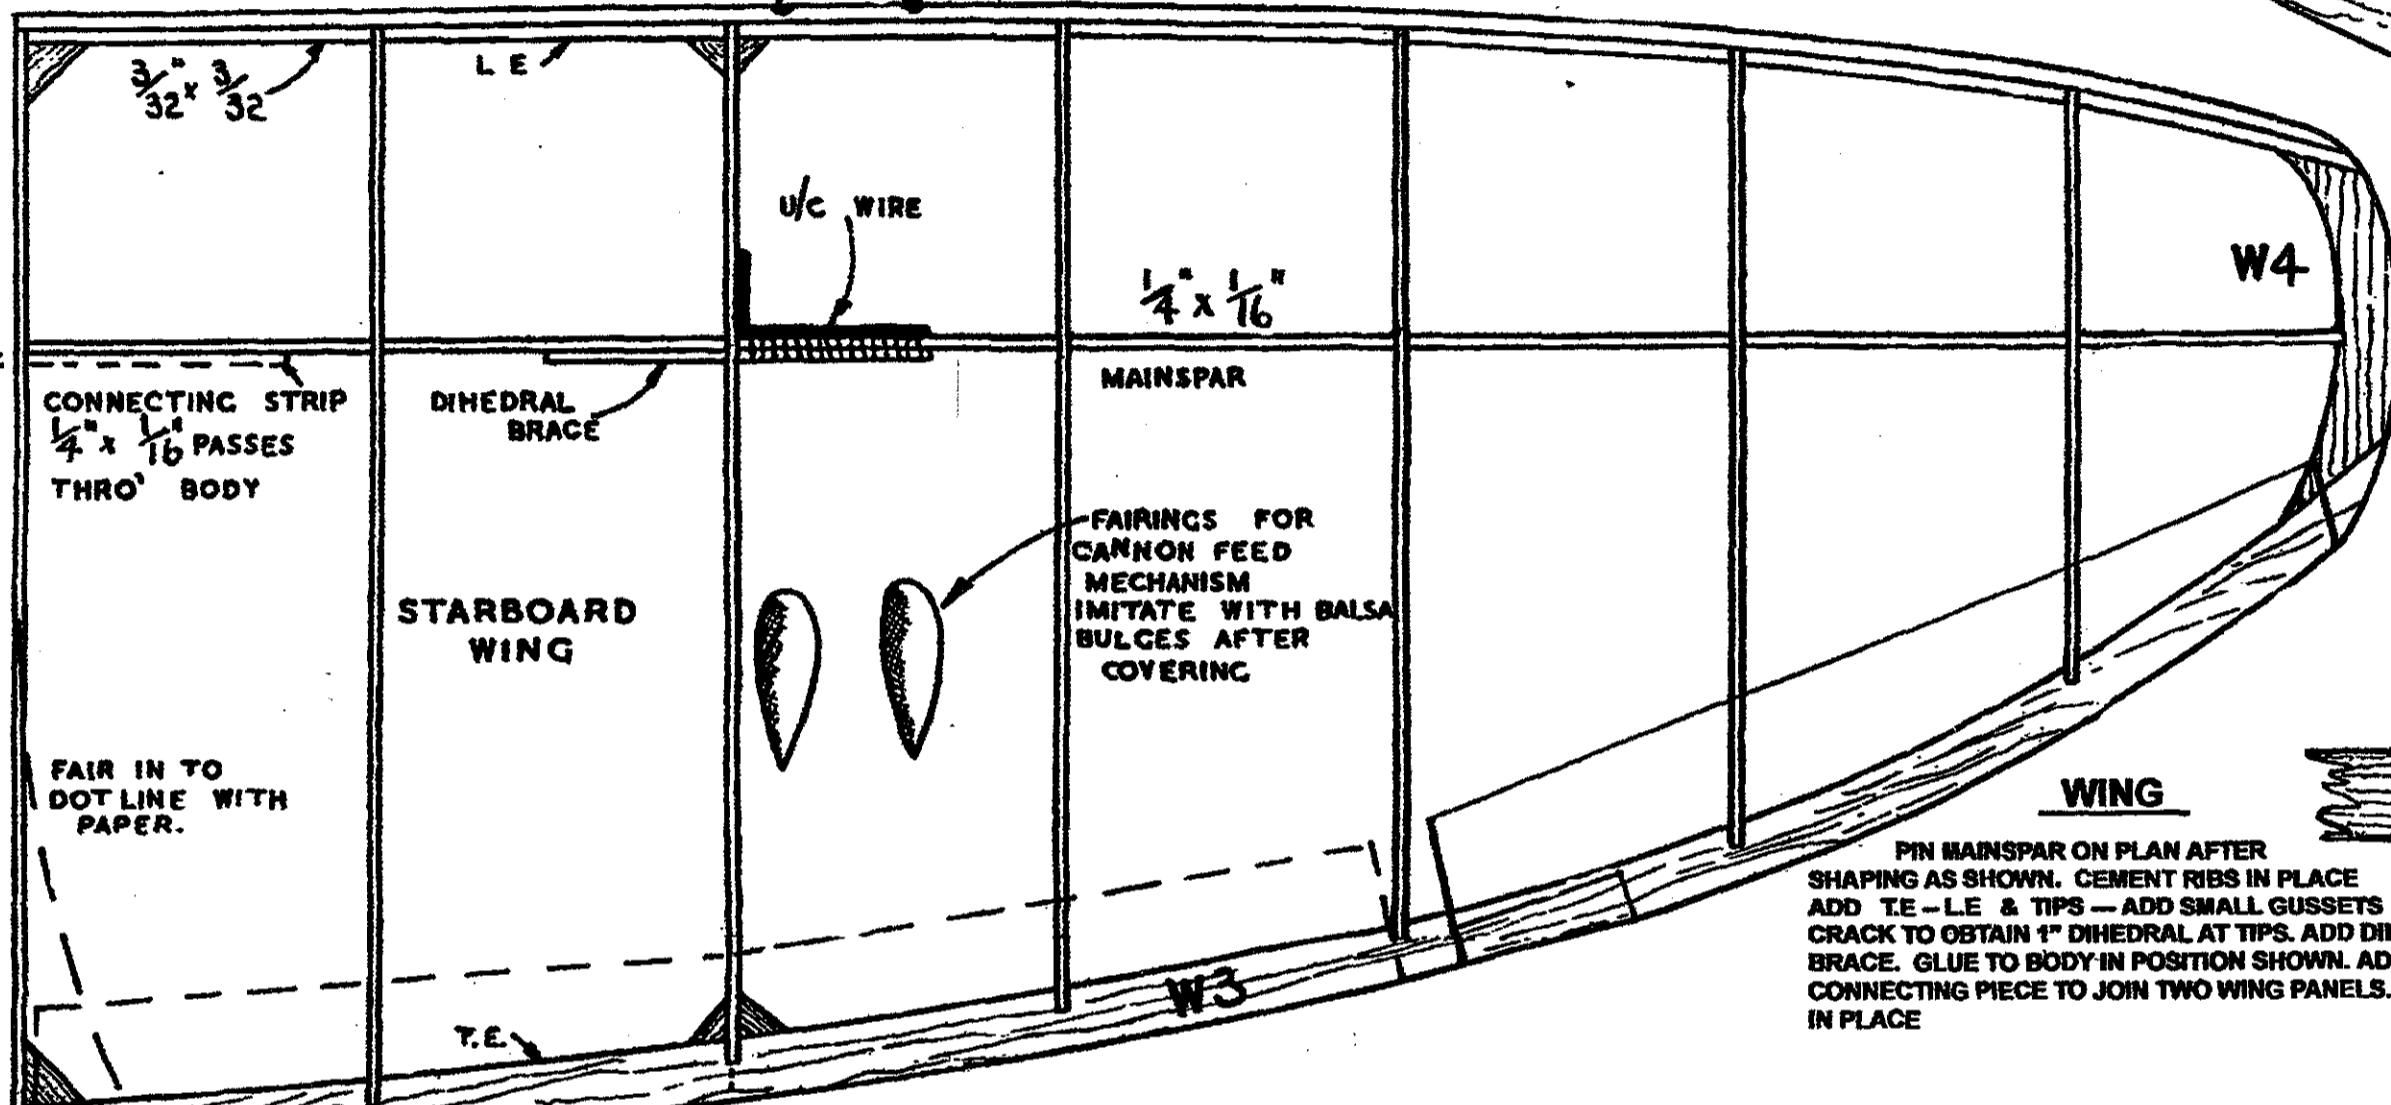 3/32" x 3/32
L E
U/C WIRE
1/4" x 1/16"
W4
CONNECTING STRIP
1/4" x 1/16" PASSES
THRO' BODY
DIHEDRAL
BRACE
MAINSPAR
FAIRINGS FOR
CANNON FEED
MECHANISM
IMITATE WITH BALSA
BULGES AFTER
COVERING
STARBOARD
WING
FAIR IN TO
DOT LINE WITH
PAPER.
T.E.
W3
WING
PIN MAINSPAR ON PLAN AFTER
SHAPING AS SHOWN. CEMENT RIBS IN PLACE
ADD T.E – L.E & TIPS — ADD SMALL GUSSETS
CRACK TO OBTAIN 1" DIHEDRAL AT TIPS. ADD
BRACE. GLUE TO BODY IN POSITION SHOWN.
CONNECTING PIECE TO JOIN TWO WING PANELS.
IN PLACE